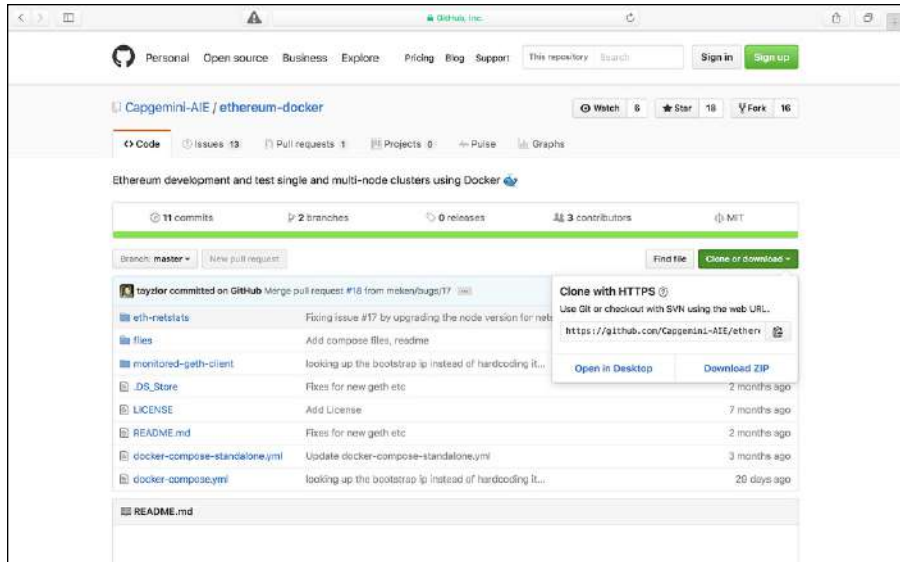 GitHub, Inc.
Personal Open source Business Explore Pricing Blog Support This repository Search Sign in Sign up
Capgemini-AIE / ethereum-docker Watch 6 Star 18 Fork 16
Code Issues 13 Pull requests 1 Projects 0 Pulse Graphs
Ethereum development and test single and multi-node clusters using Docker
11 commits 2 branches 0 releases 3 contributors MIT
Branch: master New pull request Find file Clone or download
tayzlor committed on GitHub Merge pull request #18 from meken/bugs/17
Clone with HTTPS
Use Git or checkout with SVN using the web URL.
https://github.com/Capgemini-AIE/ether
Open in Desktop Download ZIP
eth-netstats Fixing issue #17 by upgrading the node version for nets
files Add compose files, readme
monitored-geth-client looking up the bootstrap ip instead of hardcoding it...
.DS_Store Fixes for new geth etc 2 months ago
LICENSE Add License 7 months ago
README.md Fixes for new geth etc 2 months ago
docker-compose-standalone.yml Update docker-compose-standalone.yml 3 months ago
docker-compose.yml looking up the bootstrap ip instead of hardcoding it... 29 days ago
README.md